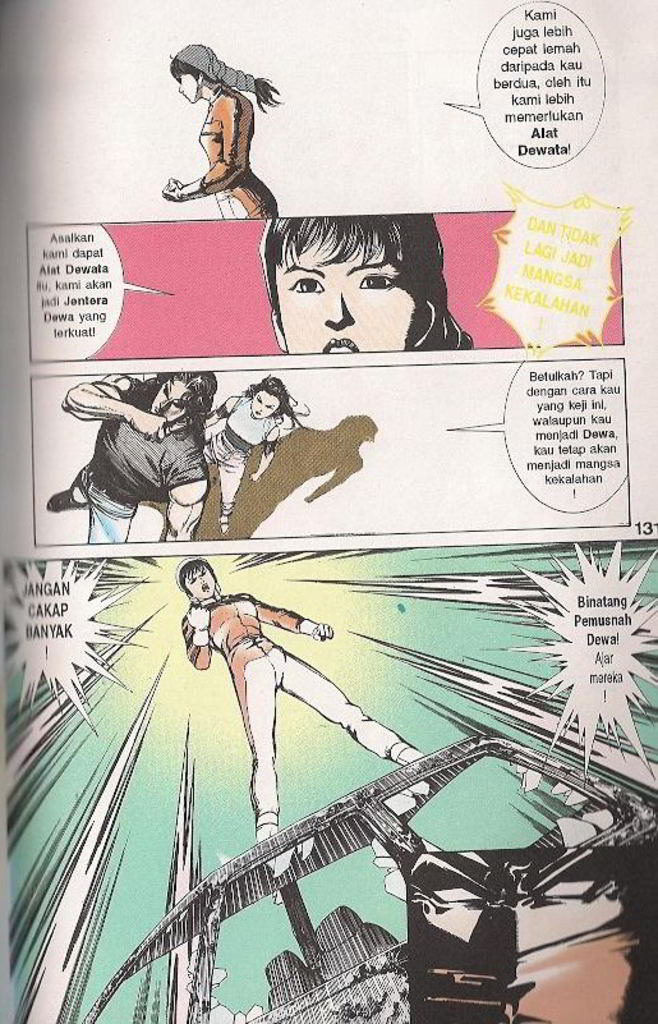 Kami
juga lebih
cepat lemah
daripada kau
berdua, oleh itu
kami lebih
memerlukan
Alat
Dewata!
Asalkan
kami dapat
Alat Dewata
itu, kami akan
jadi Jentera
Dewa yang
terkuat!
DAN TIDAK
LAGI JADI
MANGSA
KEKALAHAN
!
Betulkah? Tapi
dengan cara kau
yang keji ini,
walaupun kau
menjadi Dewa,
kau tetap akan
menjadi mangsa
kekalahan
!
131
JANGAN
CAKAP
BANYAK
!
Binatang
Pemusnah
Dewa!
Ajar
mereka
!